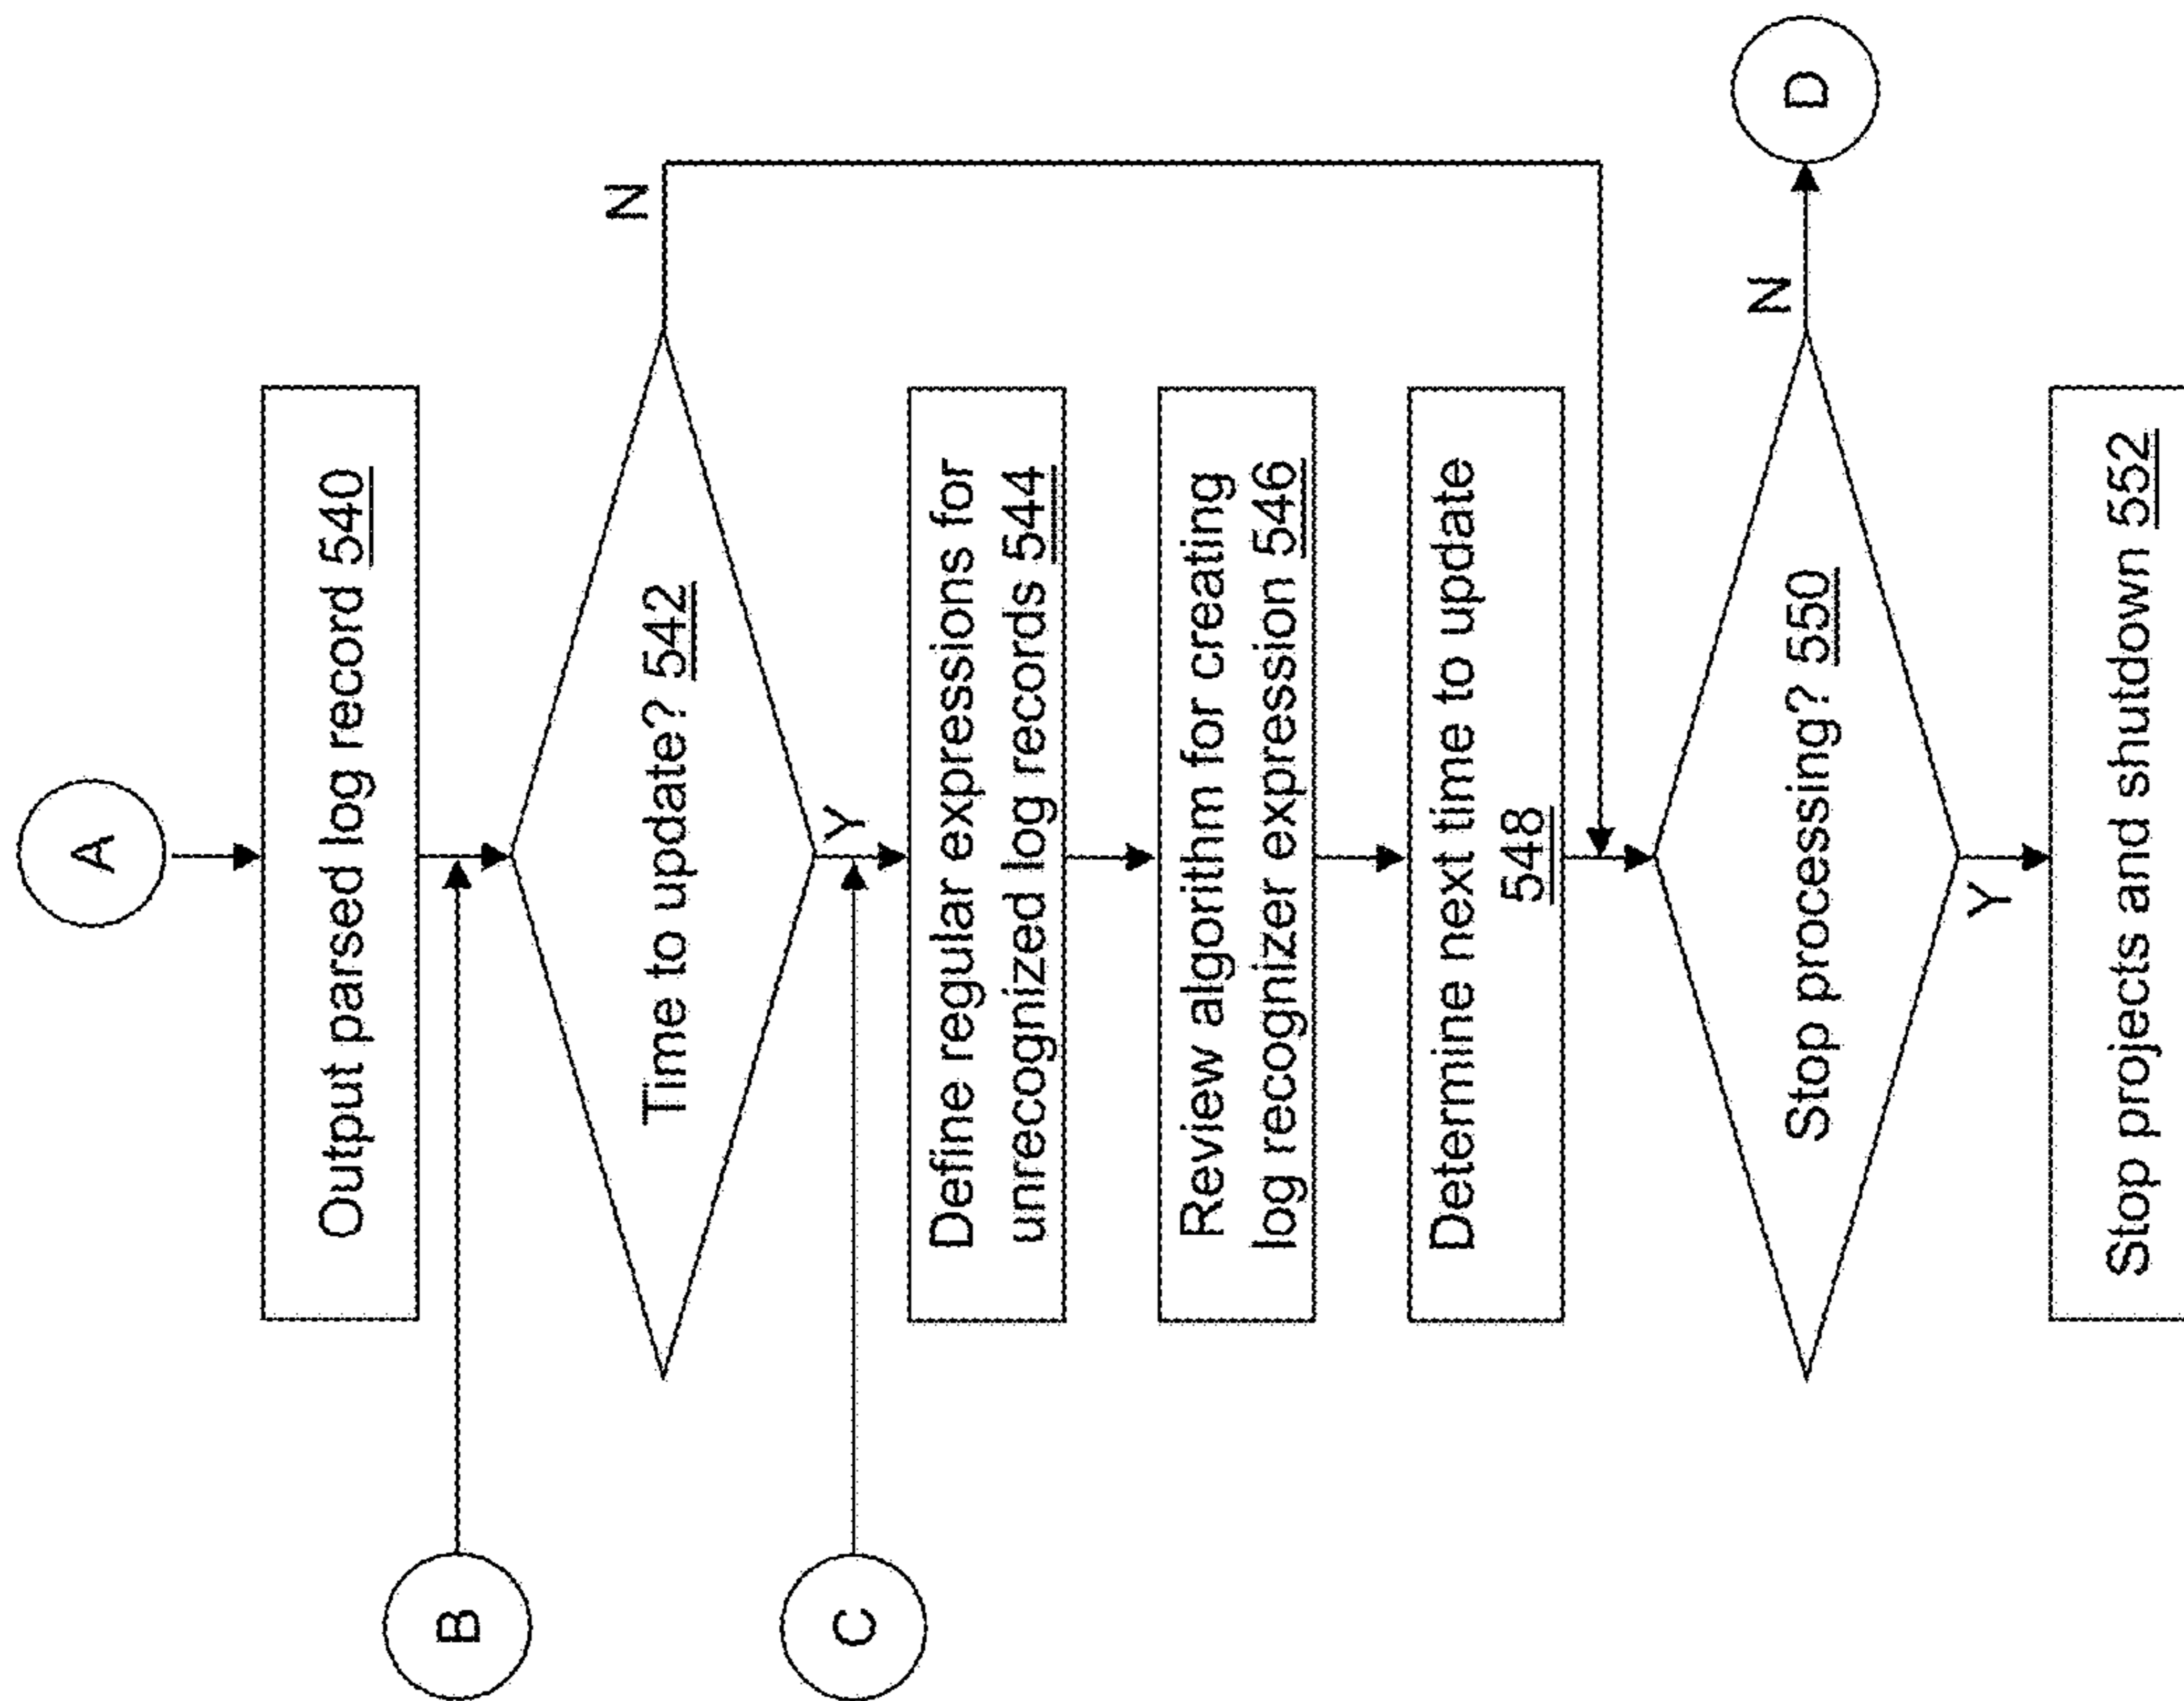 A
Output parsed log record 540
B
Time to update? 542
N
Y
C
Define regular expressions for
unrecognized log records 544
Review algorithm for creating
log recognizer expression 546
Determine next time to update
548
Stop processing? 550
N
D
Y
Stop projects and shutdown 552